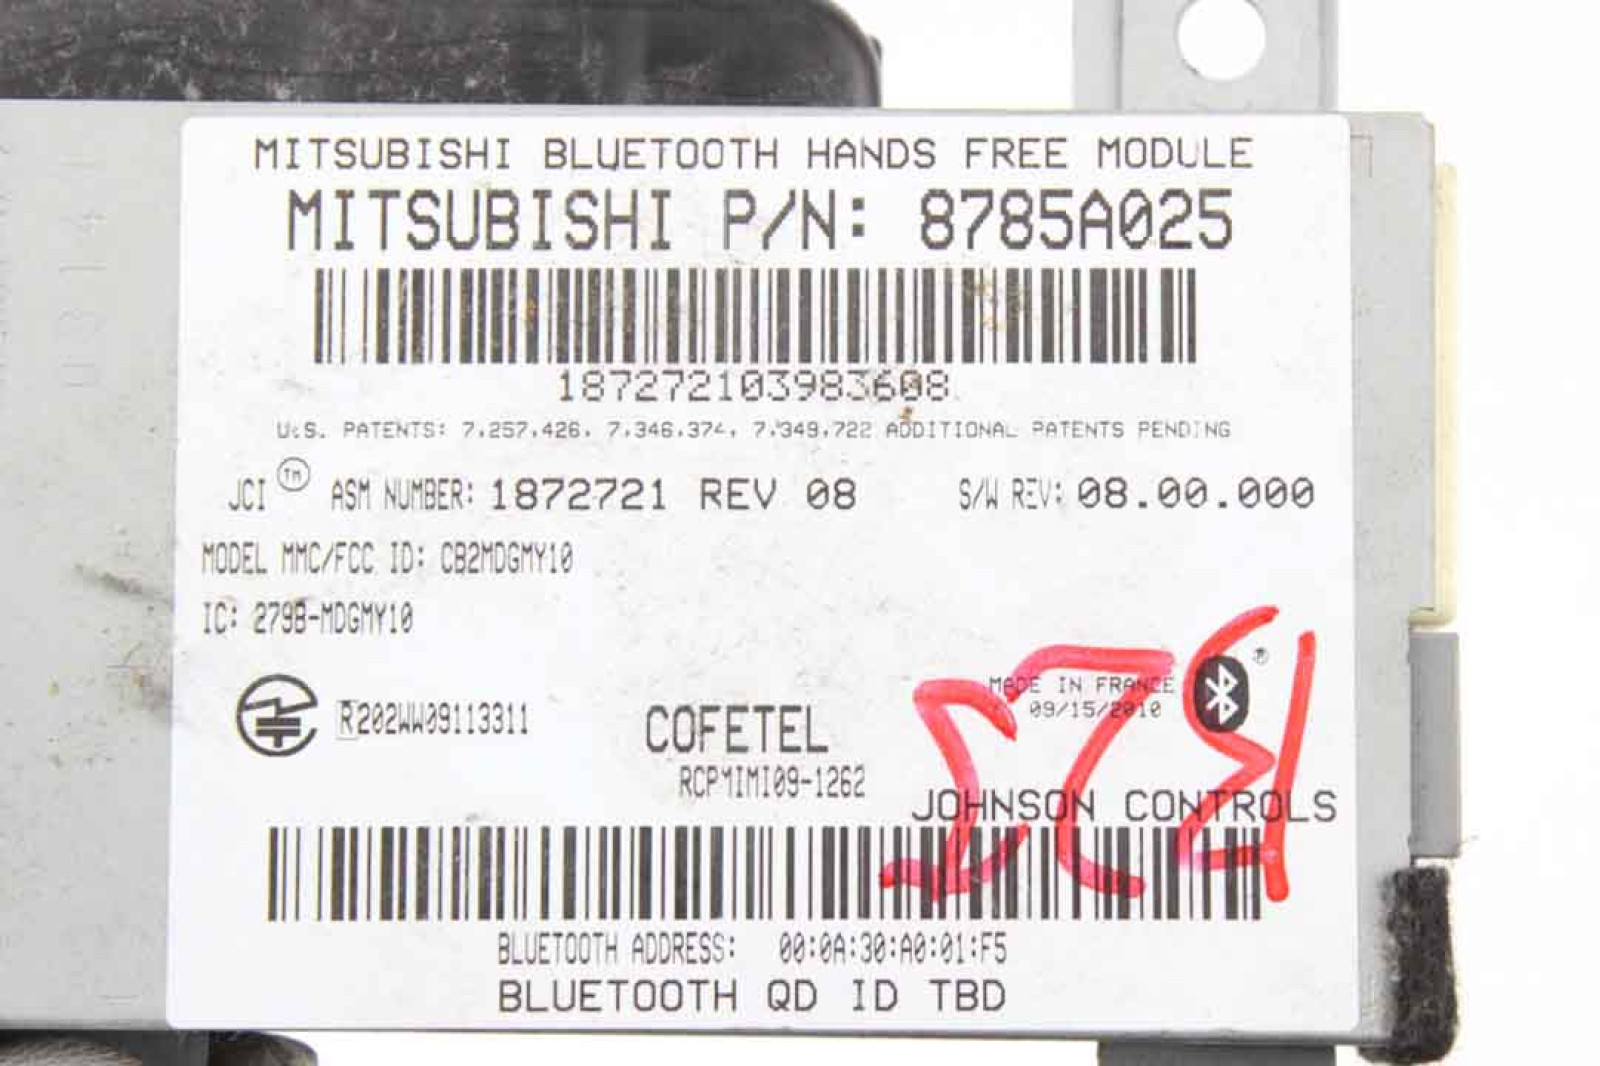 MITSUBISHI BLUETOOTH HANDS FREE MODULE
MITSUBISHI P/N: 8785A025
187272103983608
U.S. PATENTS: 7,257,426, 7,346,374, 7,349,722 ADDITIONAL PATENTS PENDING
JCI TM ASM NUMBER: 1872721 REV 08 S/W REV: 08.00.000
MODEL MMC/FCC ID: CB2MDGMY10
IC: 279B-MDGMY10
MADE IN FRANCE ®
09/15/2010
R 202WW09113311
COFETEL
RCPMIMI09-1262
JOHNSON CONTROLS
BLUETOOTH ADDRESS: 00:0A:30:A0:01:F5
BLUETOOTH QD ID TBD